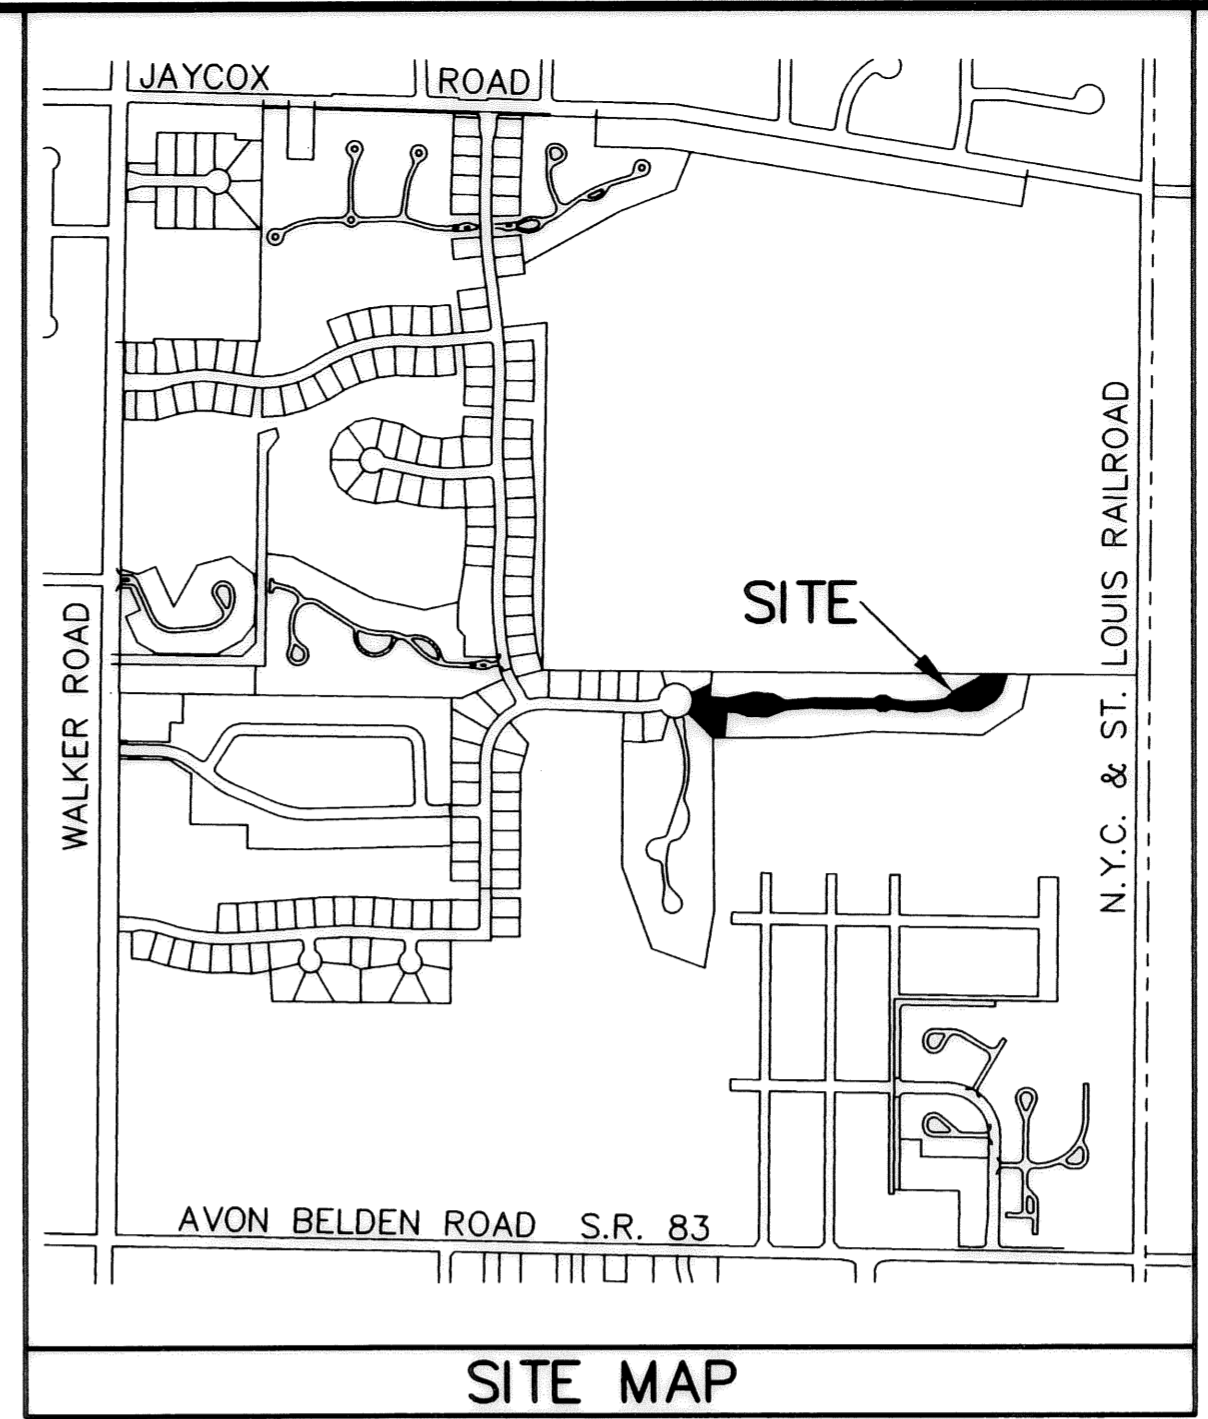 JAYCOX ROAD
SITE
WALKER ROAD
N.Y.C. & ST. LOUIS RAILROAD
AVON BELDEN ROAD S.R. 83
SITE MAP